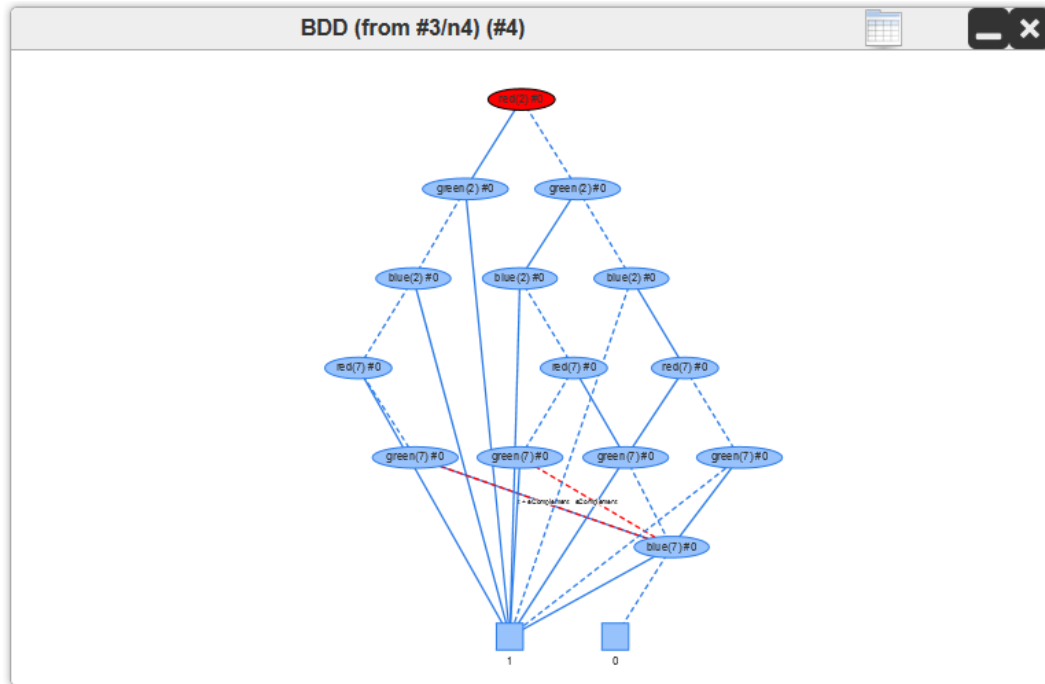 BDD (from #3/n4) (#4)
red(2) #0
green(2) #0 green(2) #0
blue(2) #0 blue(2) #0 blue(2) #0
red(7) #0 red(7) #0 red(7) #0
green(7) #0 green(7) #0 green(7) #0 green(7) #0
aComplement aComplement
blue(7) #0
1 0